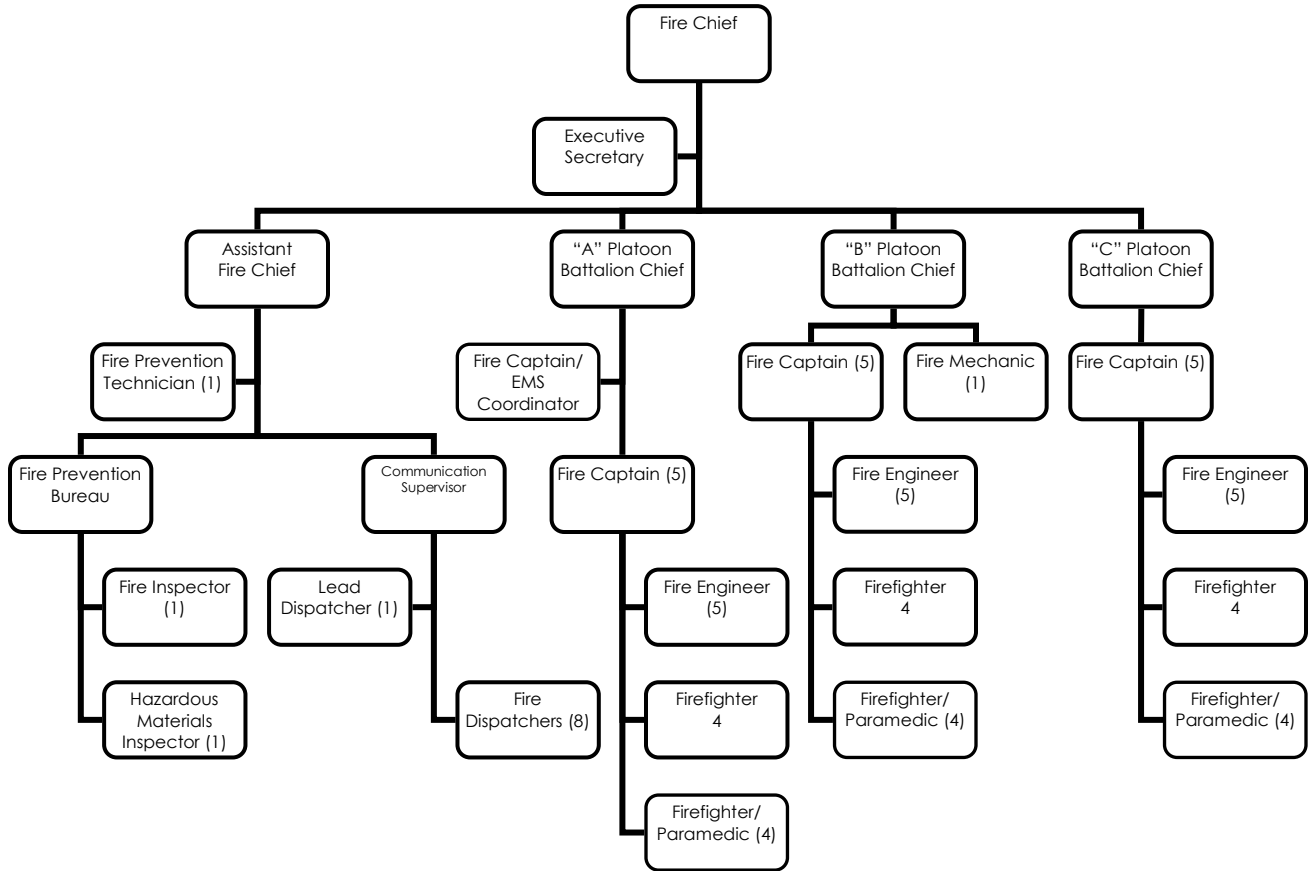 Fire Chief
Executive
Secretary
Assistant
Fire Chief
“A” Platoon
Battalion Chief
“B” Platoon
Battalion Chief
“C” Platoon
Battalion Chief
Fire Prevention
Technician (1)
Fire Captain/
EMS
Coordinator
Fire Captain (5)
Fire Mechanic
(1)
Fire Captain (5)
Fire Prevention
Bureau
Communication
Supervisor
Fire Captain (5)
Fire Engineer
(5)
Fire Engineer
(5)
Fire Inspector
(1)
Lead
Dispatcher (1)
Fire Engineer
(5)
Firefighter
4
Firefighter
4
Hazardous
Materials
Inspector (1)
Fire
Dispatchers (8)
Firefighter
4
Firefighter/
Paramedic (4)
Firefighter/
Paramedic (4)
Firefighter/
Paramedic (4)